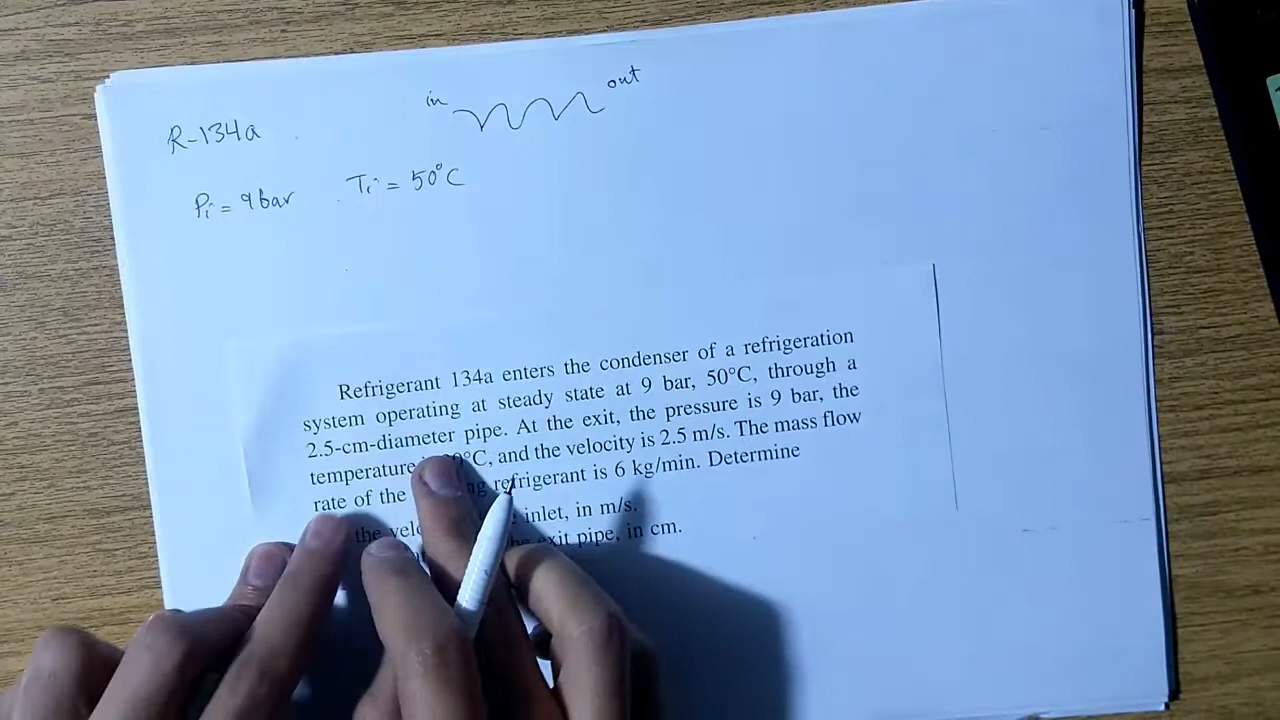 in out
R-134a
Pi = 9 bar Ti = 50°C
Refrigerant 134a enters the condenser of a refrigeration
system operating at steady state at 9 bar, 50°C, through a
2.5-cm-diameter pipe. At the exit, the pressure is 9 bar, the
temperature 0°C, and the velocity is 2.5 m/s. The mass flow
rate of the refrigerant is 6 kg/min. Determine
the inlet, in m/s.
exit pipe, in cm.